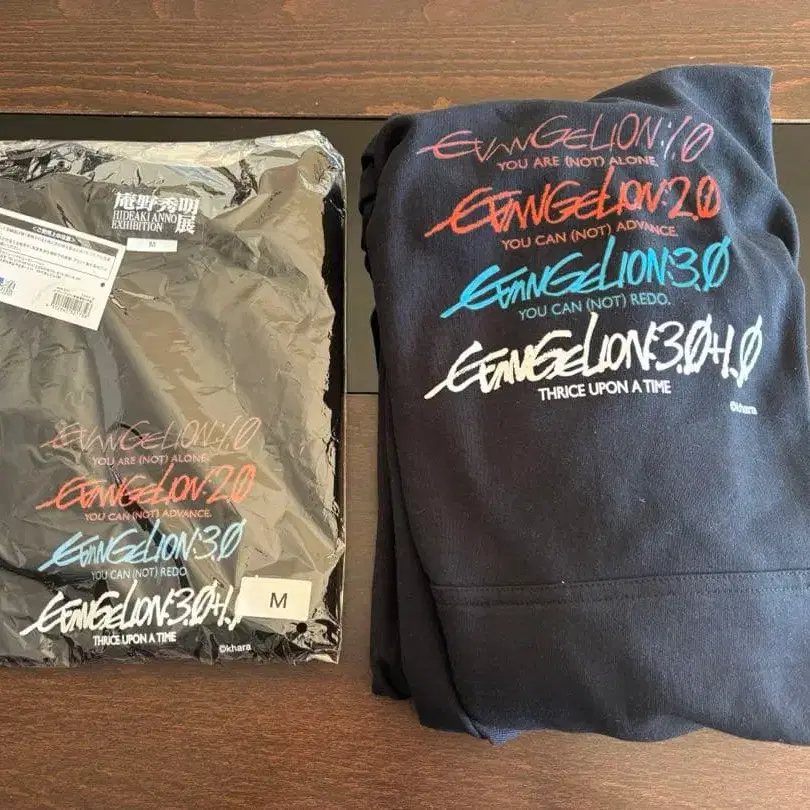 庵野秀明
展
HIDEAKI ANNO
EXHIBITION
M
EVANGELION:1.0
YOU ARE (NOT) ALONE.
EVANGELION:2.0
YOU CAN (NOT) ADVANCE.
EVANGELION:3.0
YOU CAN (NOT) REDO.
EVANGELION:3.0+1.0
M
THRICE UPON A TIME
©khara
EVANGELION:1.0
YOU ARE (NOT) ALONE.
EVANGELION:2.0
YOU CAN (NOT) ADVANCE.
EVANGELION:3.0
YOU CAN (NOT) REDO.
EVANGELION:3.0+1.0
THRICE UPON A TIME
©khara